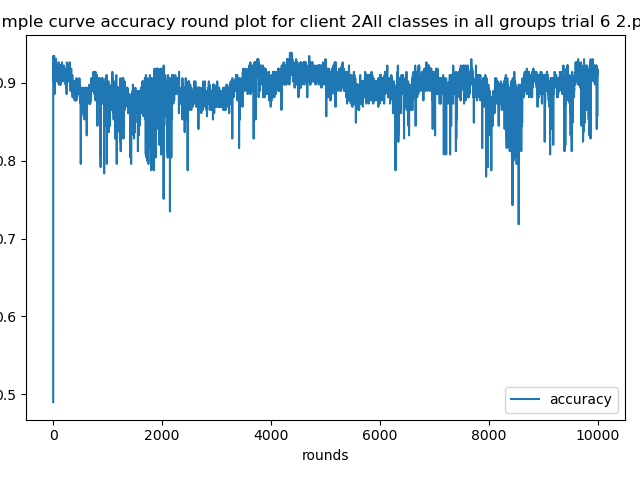 mple curve accuracy round plot for client 2All classes in all groups trial 6 2.p
0.9
0.8
0.7
0.6
0.5
accuracy
0 2000 4000 6000 8000 10000
rounds